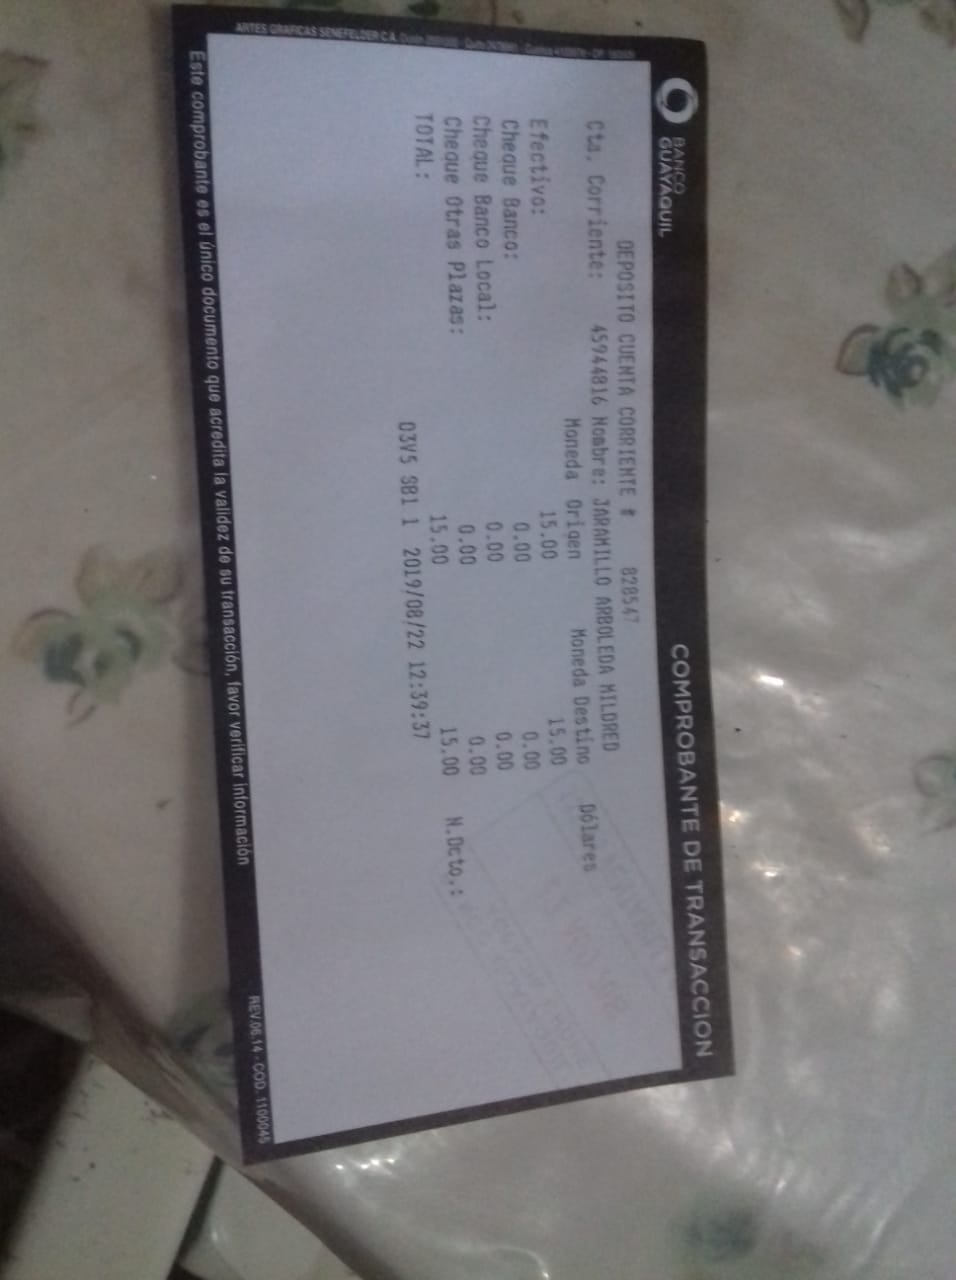 BANCO
GUAYAQUIL
COMPROBANTE DE TRANSACCION
DEPOSITO CUENTA CORRIENTE # 828547
Cta. Corriente: 45944816 Nombre: JARAMILLO ARBOLEDA MILDRED
Moneda Origen Moneda Destino Dólares
Efectivo: 15.00 15.00
Cheque Banco: 0.00 0.00
Cheque Banco Local: 0.00 0.00
Cheque Otras Plazas: 0.00 0.00
TOTAL: 15.00 15.00 N.Dcto.:
D3V5 SB1 1 2019/08/22 12:39:37
REV.06.14 - COD. 1100045
Este comprobante es el único documento que acredita la validez de su transacción, favor verificar información
ARTES GRAFICAS SENEFELDER C.A.